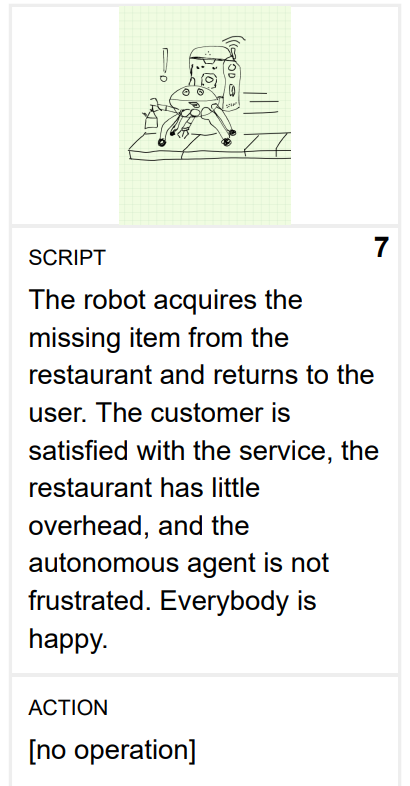 !
7
SCRIPT
The robot acquires the
missing item from the
restaurant and returns to the
user. The customer is
satisfied with the service, the
restaurant has little
overhead, and the
autonomous agent is not
frustrated. Everybody is
happy.
ACTION
[no operation]